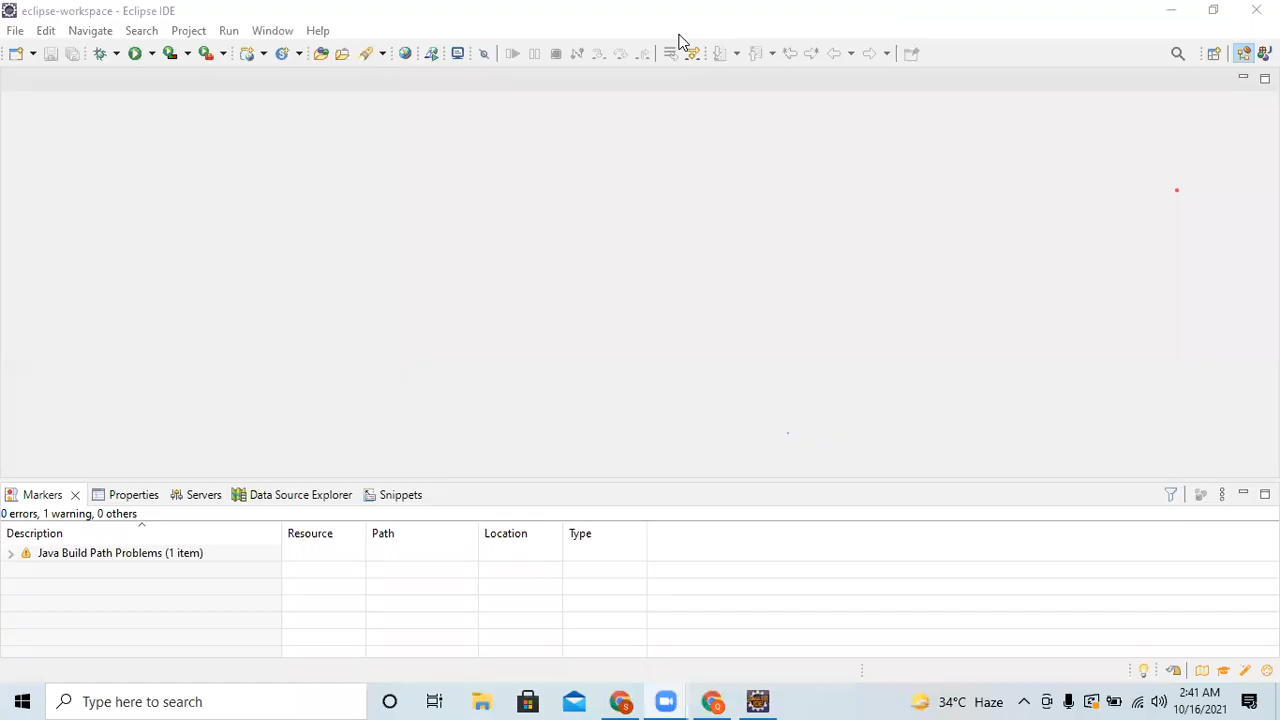 eclipse-workspace - Eclipse IDE
File Edit Navigate Search Project Run Window Help
Markers Properties Servers Data Source Explorer Snippets
0 errors, 1 warning, 0 others
Description Resource Path Location Type
Java Build Path Problems (1 item)
Type here to search
34°C Haze
2:41 AM
10/16/2021